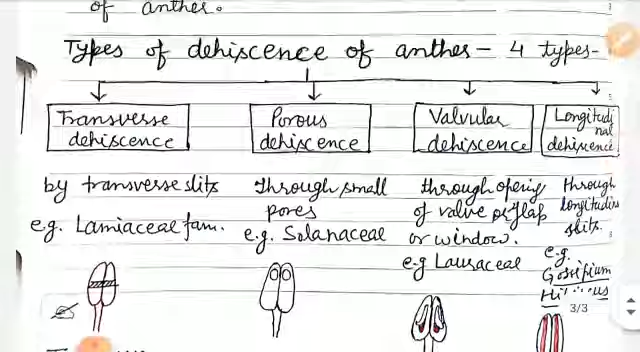 of anther.
Types of dehiscence of anther - 4 types-
Transverse dehiscence
Porous dehiscence
Valvular dehiscence
Longitudinal dehiscence
by transverse slits
e.g. Lamiaceae fam.
through small
pores
e.g. Solanaceae
through opening
of valve or flap
or window.
e.g Lauraceae
through
longitudinal
slits.
e.g.
Gossipium
3/3